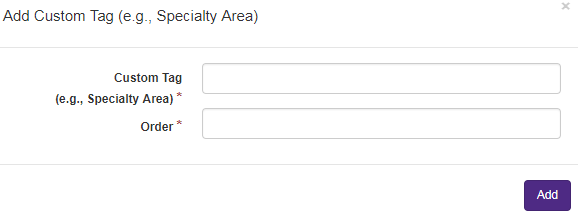 Add Custom Tag (e.g., Specialty Area)
×
Custom Tag
(e.g., Specialty Area) *
Order *
Add